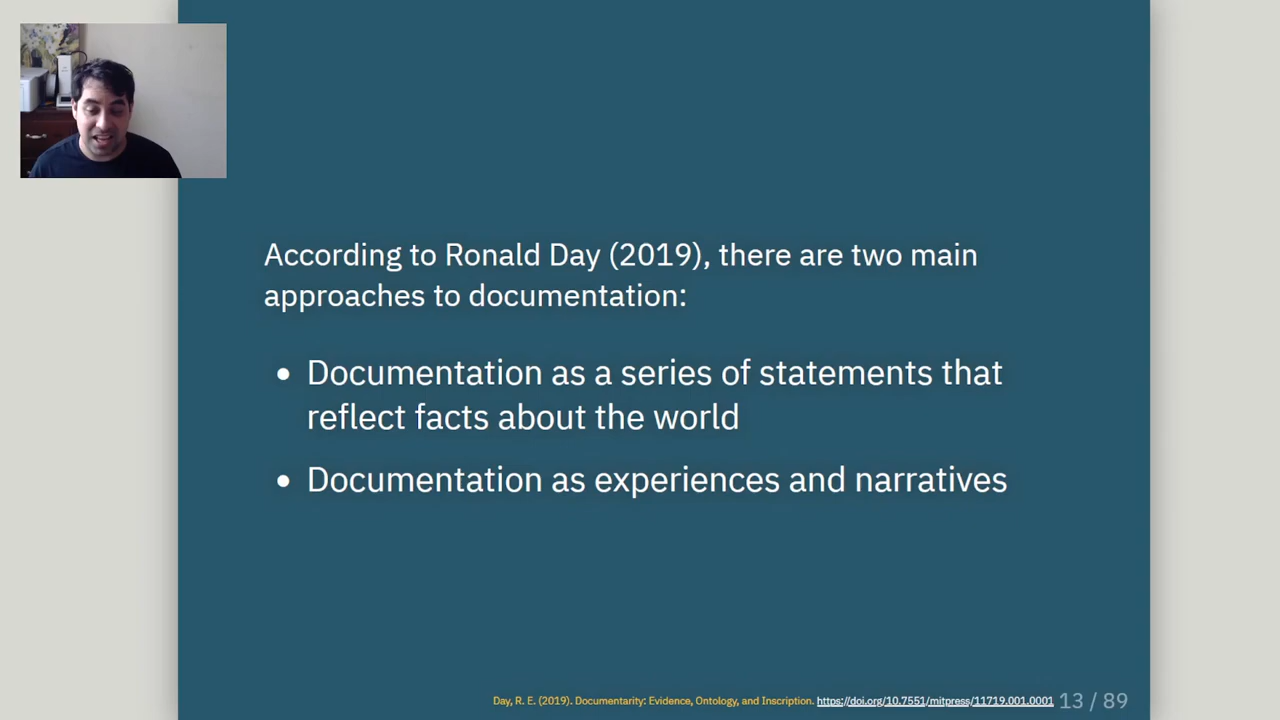 According to Ronald Day (2019), there are two main
approaches to documentation:
• Documentation as a series of statements that
reflect facts about the world
• Documentation as experiences and narratives
Day, R. E. (2019). Documentarity: Evidence, Ontology, and Inscription. https://doi.org/10.7551/mitpress/11719.001.0001 13 / 89